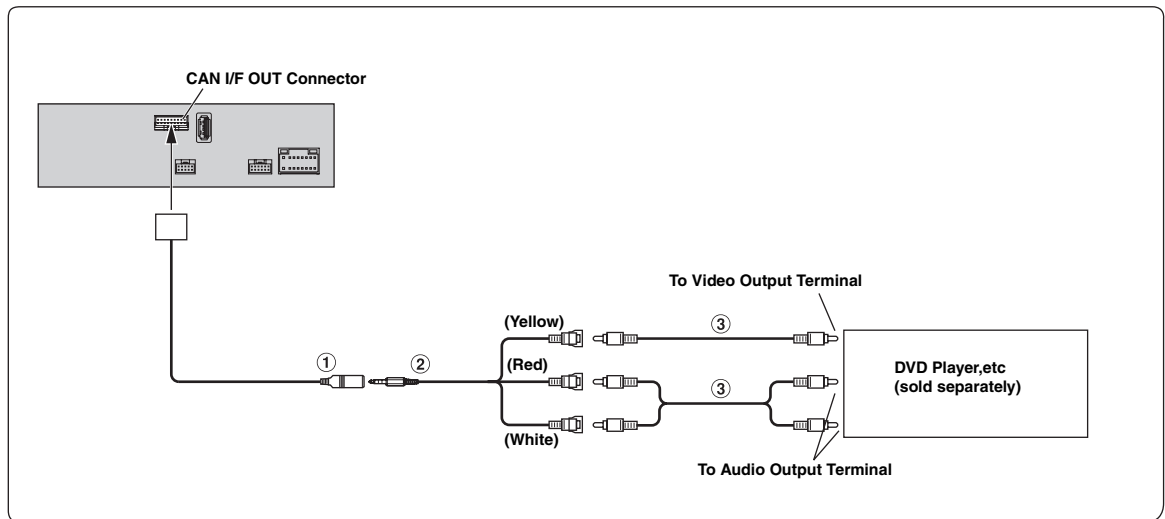 CAN I/F OUT Connector
To Video Output Terminal
(Yellow)
③
①
②
(Red)
③
DVD Player,etc
(sold separately)
(White)
To Audio Output Terminal